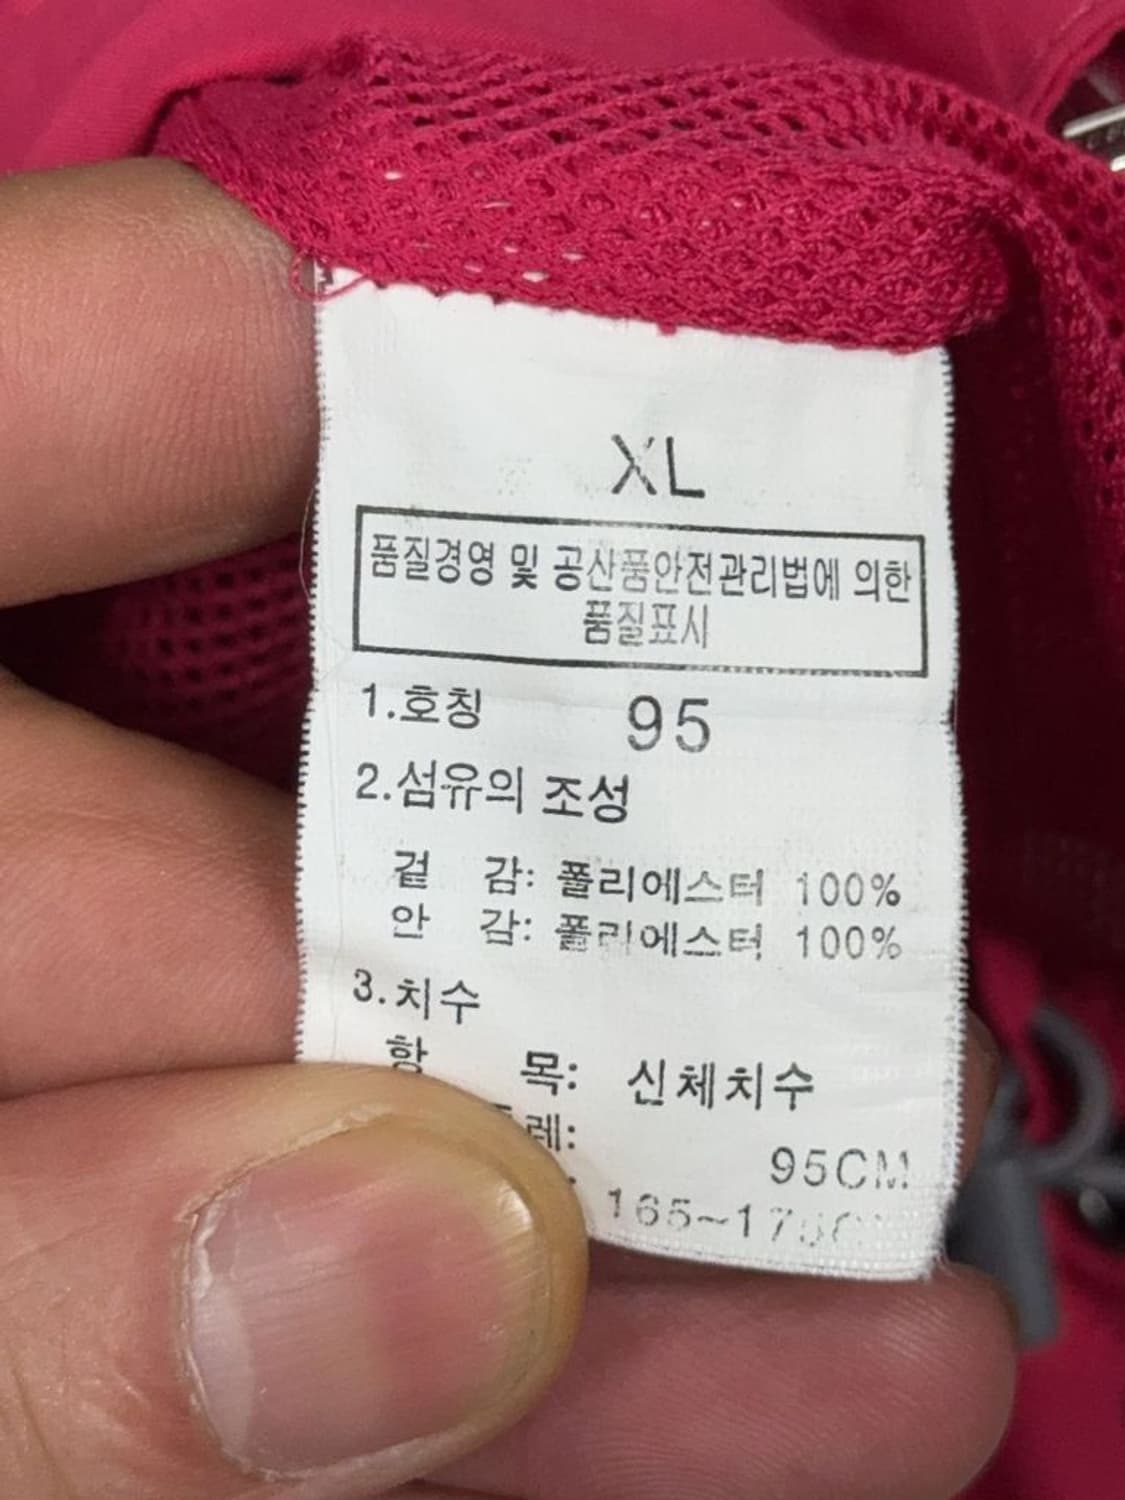 XL
품질경영 및 공산품안전관리법에 의한
품질표시
1.호칭 95
2.섬유의 조성
겉 감: 폴리에스터 100%
안 감: 폴리에스터 100%
3.치수
항 목: 신체치수
레: 95CM